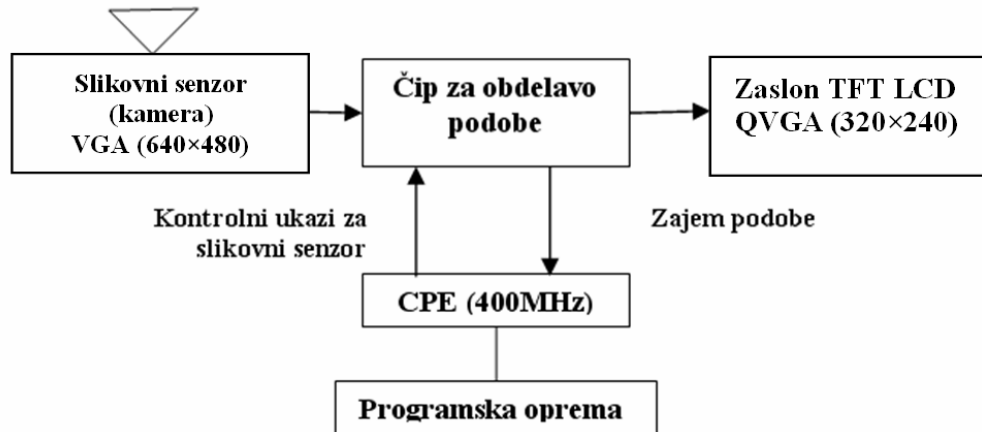 Slikovni senzor
(kamera)
VGA (640×480)
Čip za obdelavo
podobe
Zaslon TFT LCD
QVGA (320×240)
Kontrolni ukazi za
slikovni senzor
Zajem podobe
CPE (400MHz)
Programska oprema